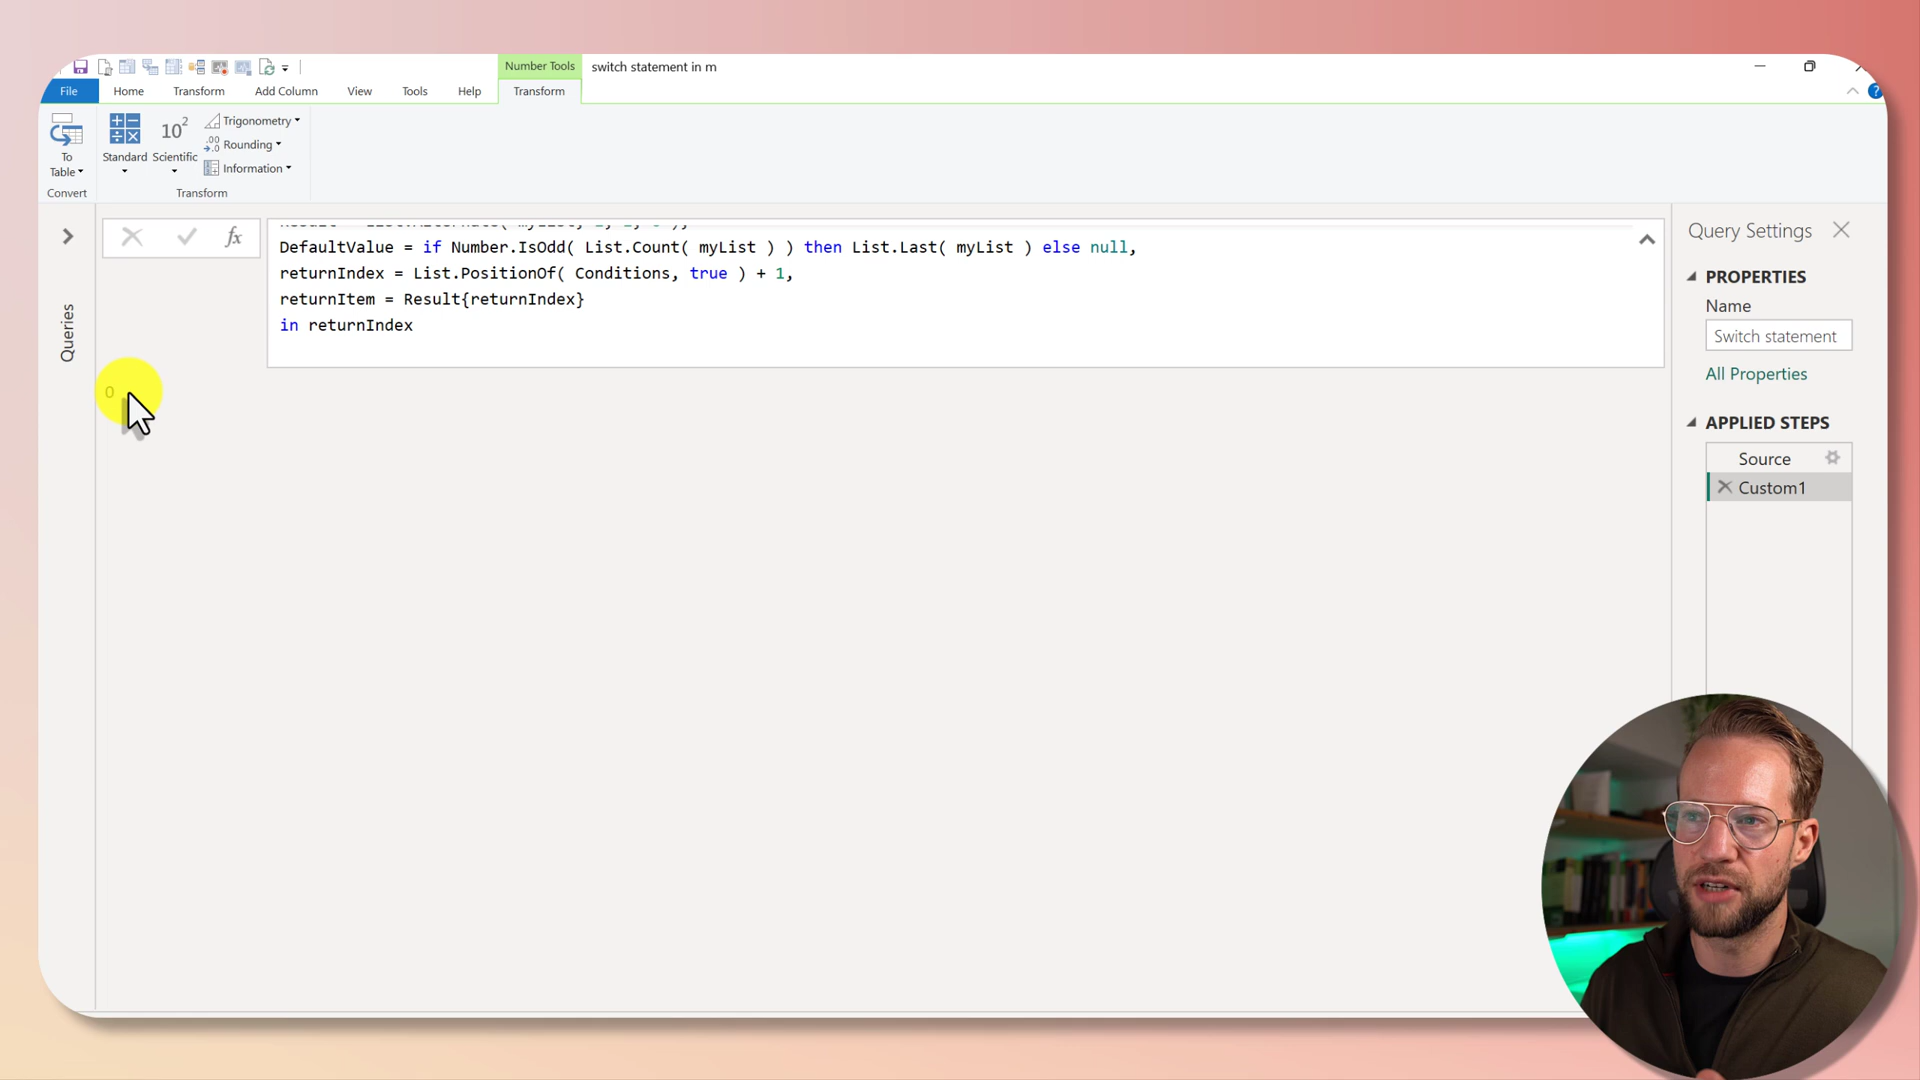 Number Tools
switch statement in m
File
Home
Transform
Add Column
View
Tools
Help
Transform
To
Table
Convert
Standard
10²
Scientific
Trigonometry
Rounding
Information
Transform
fx
DefaultValue = if Number.IsOdd( List.Count( myList ) ) then List.Last( myList ) else null,
returnIndex = List.PositionOf( Conditions, true ) + 1,
returnItem = Result{returnIndex}
in returnIndex
Queries
0
Query Settings
PROPERTIES
Name
Switch statement
All Properties
APPLIED STEPS
Source
Custom1